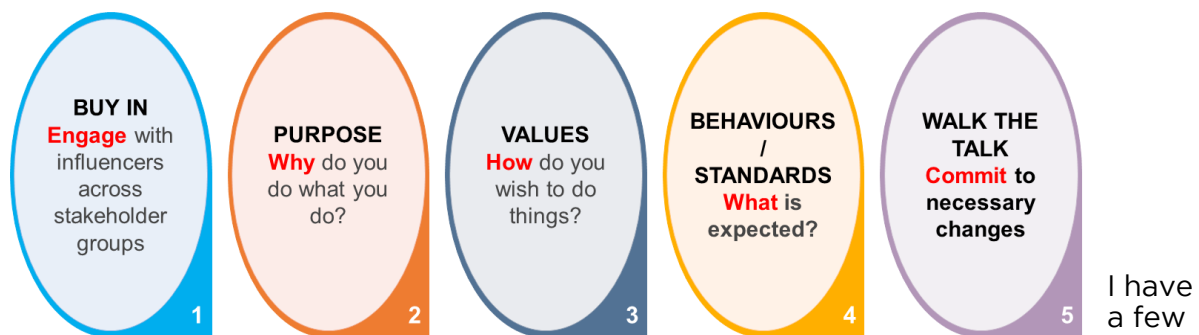 BUY IN
Engage with
influencers
across
stakeholder
groups
1
PURPOSE
Why do you
do what you
do?
2
VALUES
How do you
wish to do
things?
3
BEHAVIOURS
/
STANDARDS
What is
expected?
4
WALK THE
TALK
Commit to
necessary
changes
5
I have
a few